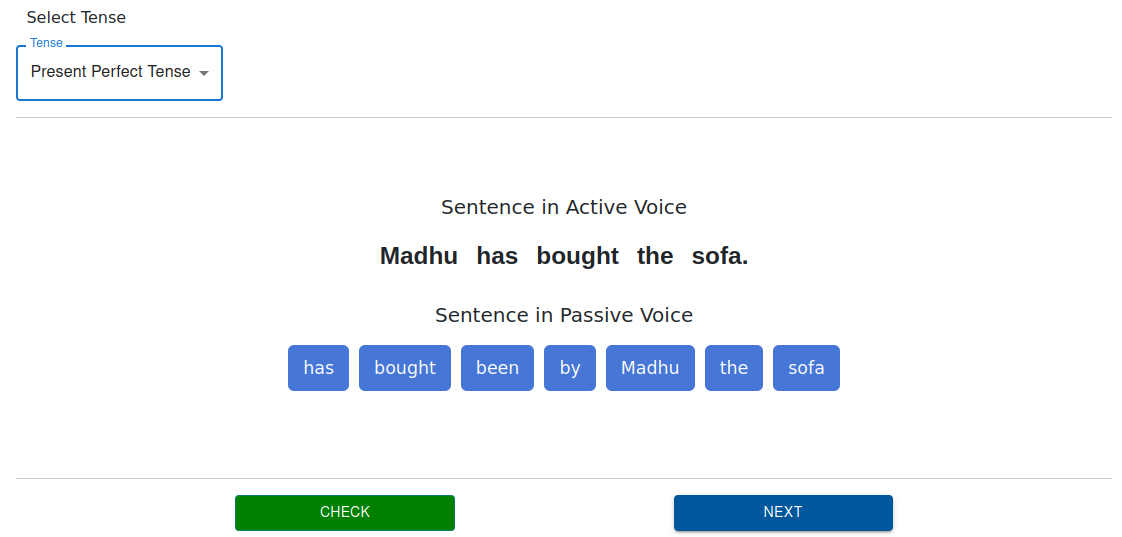 Select Tense
Tense
Present Perfect Tense
Sentence in Active Voice
Madhu has bought the sofa.
Sentence in Passive Voice
has bought been by Madhu the sofa
CHECK NEXT